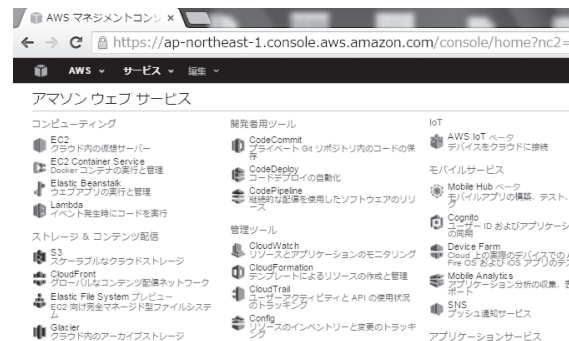 AWS マネジメントコンソ ×
https://ap-northeast-1.console.aws.amazon.com/console/home?nc2=
AWS サービス 編集
アマゾン ウェブ サービス
コンピューティング
EC2
クラウド内の仮想サーバー
EC2 Container Service
Docker コンテナの実行と管理
Elastic Beanstalk
ウェブアプリの実行と管理
Lambda
イベント発生時にコードを実行
ストレージ & コンテンツ配信
S3
スケーラブルなクラウドストレージ
CloudFront
グローバルなコンテンツ配信ネットワーク
Elastic File System プレビュー
EC2 向け完全マネージド型ファイルシステ
ム
Glacier
クラウド内のアーカイブストレージ
開発者用ツール
CodeCommit
プライベート Git リポジトリ内のコードの保
存
CodeDeploy
コードデプロイの自動化
CodePipeline
継続的な配信を使用したソフトウェアのリリ
ース
管理ツール
CloudWatch
リソースとアプリケーションのモニタリング
CloudFormation
テンプレートによるリソースの作成と管理
CloudTrail
ユーザーアクティビティと API の使用状況
のトラッキング
Config
リソースのインベントリーと変更のトラッキ
ング
IoT
AWS IoT ベータ
デバイスをクラウドに接続
モバイルサービス
Mobile Hub ベータ
モバイルアプリの構築、テスト、
グ
Cognito
ユーザー ID およびアプリケーシ
の同期
Device Farm
Cloud 上の実際のデバイスでの A
Fire OS および iOS アプリのテス
Mobile Analytics
アプリケーション分析の収集、表
ポート
SNS
プッシュ通知サービス
アプリケーションサービス